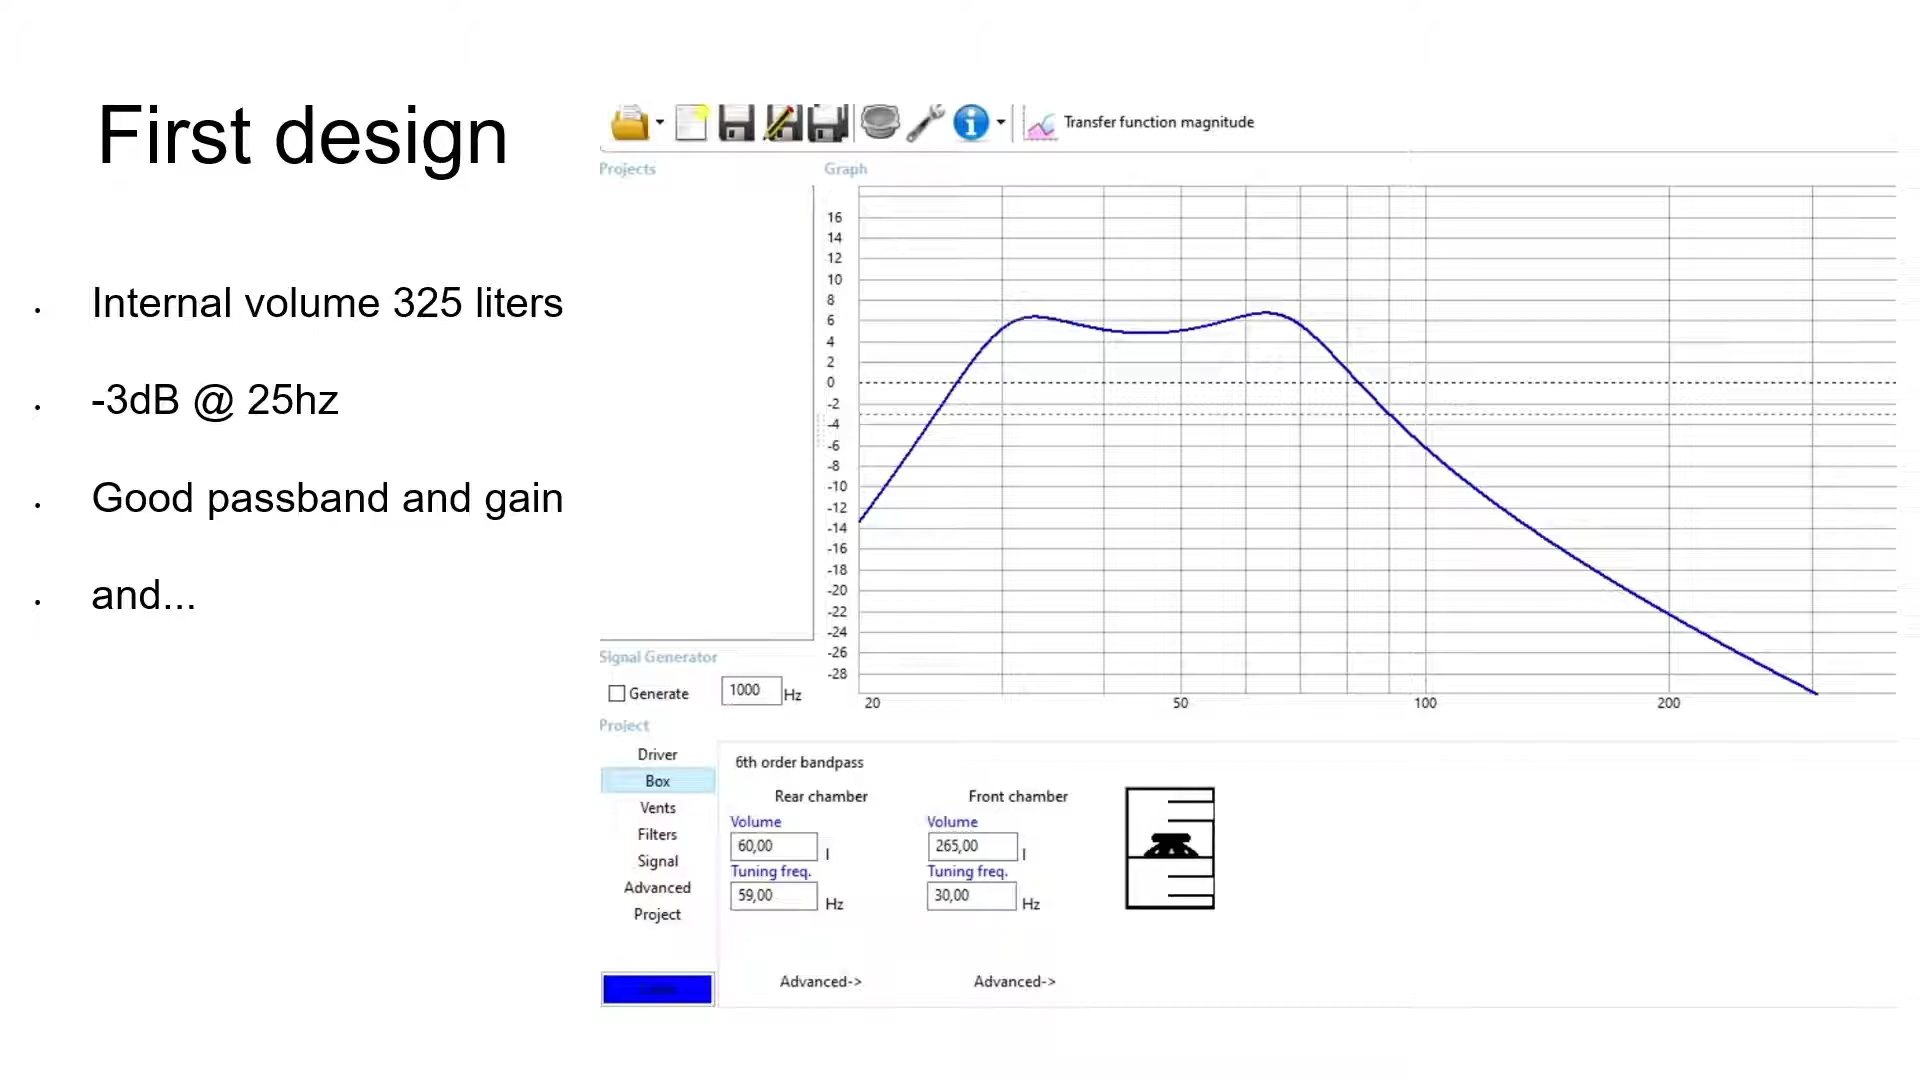 First design
Internal volume 325 liters
-3dB @ 25hz
Good passband and gain
and...
Transfer function magnitude
Projects
Graph
16
14
12
10
8
6
4
2
0
-2
-4
-6
-8
-10
-12
-14
-16
-18
-20
-22
-24
-26
-28
20 50 100 200
Signal Generator
Generate 1000 Hz
Project
Driver
Box
Vents
Filters
Signal
Advanced
Project
6th order bandpass
Rear chamber Front chamber
Volume Volume
60,00 l 265,00 l
Tuning freq. Tuning freq.
59,00 Hz 30,00 Hz
Advanced-> Advanced->